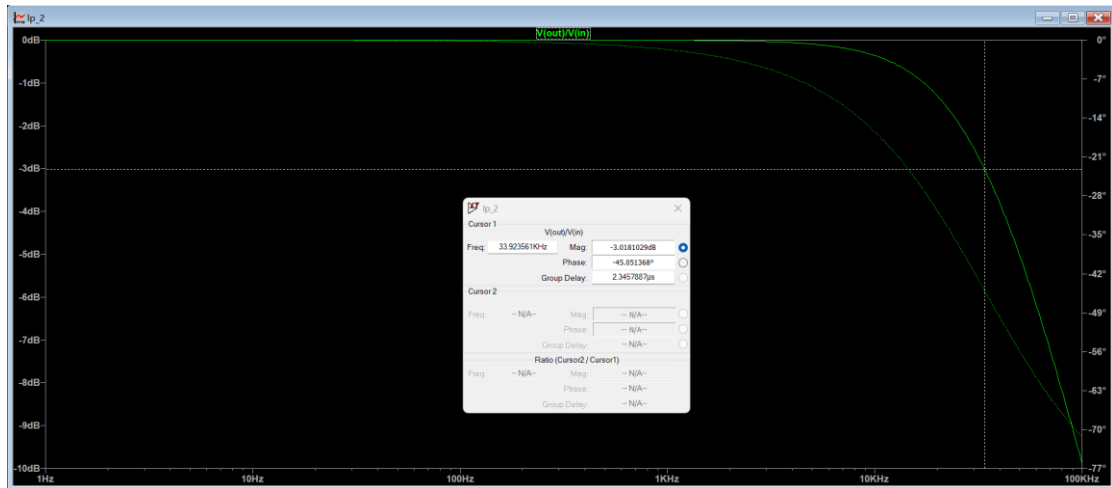 lp_2
V(out)/V(in)
0dB
-1dB
-2dB
-3dB
-4dB
-5dB
-6dB
-7dB
-8dB
-9dB
-10dB
0°
-7°
-14°
-21°
-28°
-35°
-42°
-49°
-56°
-63°
-70°
-77°
1Hz 10Hz 100Hz 1KHz 10KHz 100KHz
lp_2
Cursor 1
V(out)/V(in)
Freq: 33.923561KHz Mag: -3.0181029dB
Phase: -45.051368°
Group Delay: 2.3457887µs
Cursor 2
Freq: -- N/A-- Mag: -- N/A--
Phase: -- N/A--
Group Delay: -- N/A--
Ratio (Cursor2 / Cursor1)
Freq: -- N/A-- Mag: -- N/A--
Phase: -- N/A--
Group Delay: -- N/A--